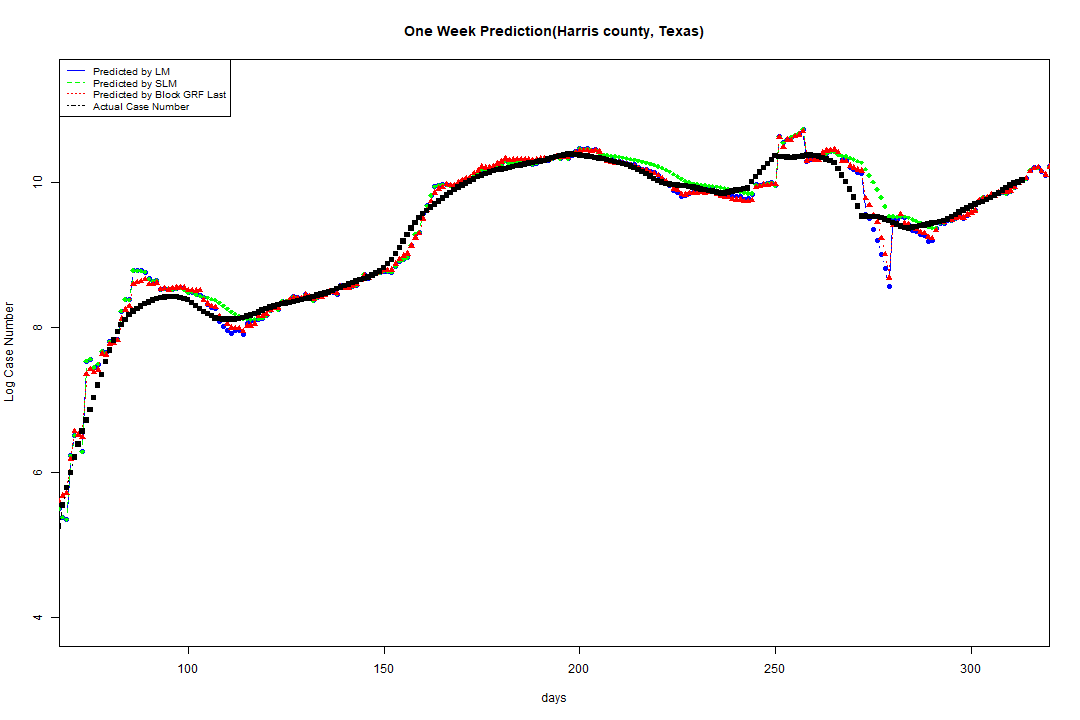 One Week Prediction(Harris county, Texas)
Predicted by LM
Predicted by SLM
Predicted by Block GRF Last
Actual Case Number
10
8
6
4
Log Case Number
100 150 200 250 300
days